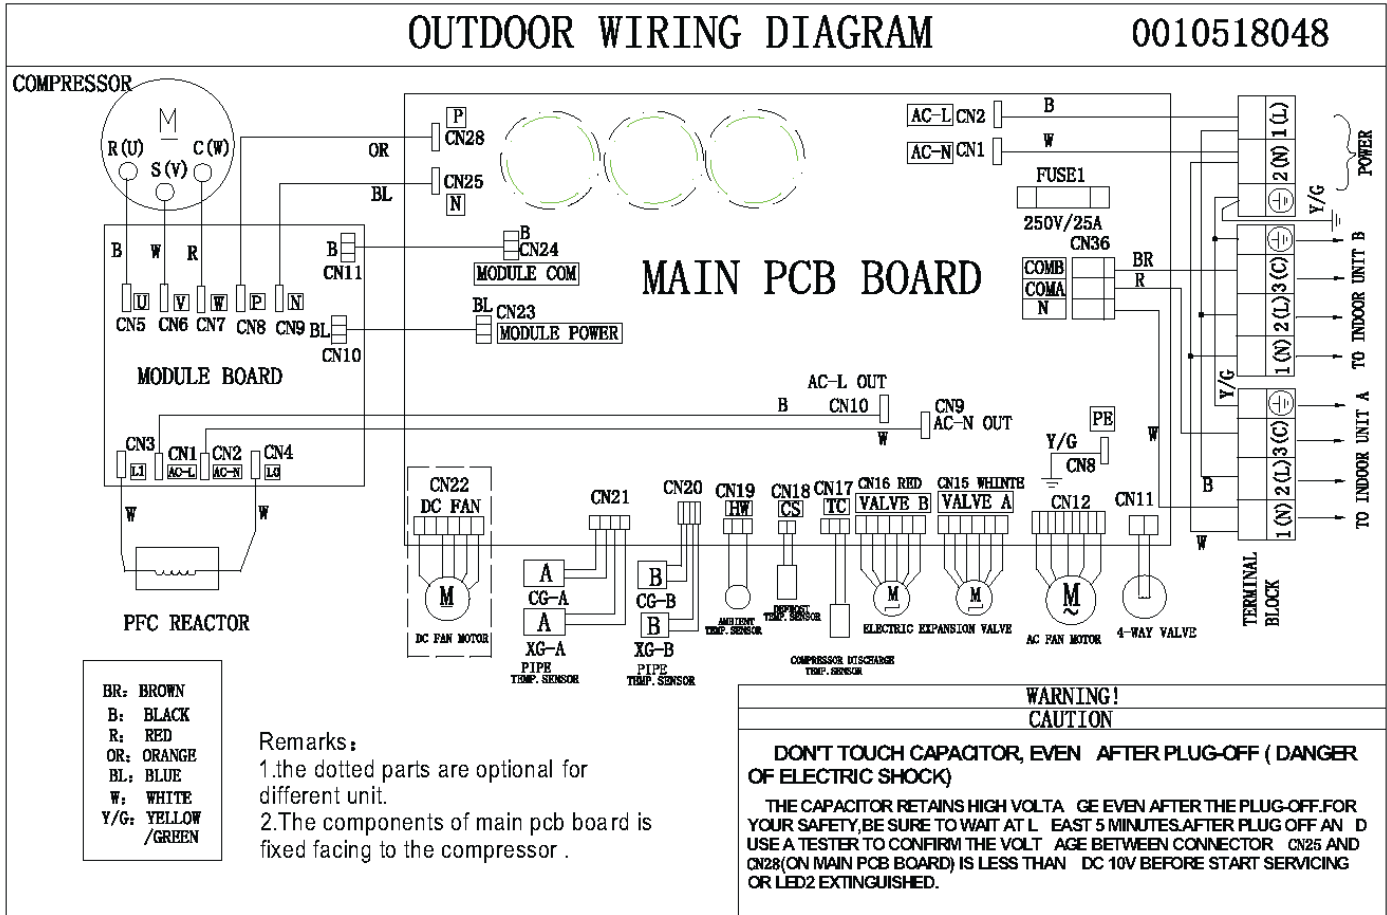 OUTDOOR WIRING DIAGRAM 0010518048
COMPRESSOR
M
R(U) C(W)
S(V)
P
CN28
OR
CN25
BL
N
AC-L CN2
B
AC-N CN1
W
FUSE1
250V/25A
1(L)
2(N)
POWER
Y/G
B W R
B
CN11
B
CN24
MODULE COM
MAIN PCB BOARD
CN36
COMB
COMA
N
BR
R
3(C)
2(L)
1(N)
TO INDOOR UNIT B
U V W P N
CN5 CN6 CN7 CN8 CN9
BL
CN10
BL
CN23
MODULE POWER
MODULE BOARD
AC-L OUT
B CN10
CN9
AC-N OUT
W
PE
Y/G
CN8
W
Y/G
3(C)
2(L)
1(N)
TO INDOOR UNIT A
B
W
TERMINAL
BLOCK
CN3
L1
CN1
AC-L
CN2
AC-N
CN4
LO
W W
PFC REACTOR
CN22
DC FAN
M
DC FAN MOTOR
CN21
A
CG-A
A
XG-A
PIPE
TEMP.SENSOR
CN20
B
CG-B
B
XG-B
PIPE
TEMP.SENSOR
CN19
HW
AMBIENT
TEMP.SENSOR
CN18
CS
DEFROST
TEMP.SENSOR
CN17
TC
COMPRESSOR DISCHARGE
TEMP.SENSOR
CN16 RED
VALVE B
M
CN15 WHINTE
VALVE A
M
ELECTRIC EXPANSION VALVE
CN12
M
~
AC FAN MOTOR
CN11
4-WAY VALVE
BR: BROWN
B: BLACK
R: RED
OR: ORANGE
BL: BLUE
W: WHITE
Y/G: YELLOW
/GREEN
Remarks:
1.the dotted parts are optional for
different unit.
2.The components of main pcb board is
fixed facing to the compressor .
WARNING!
CAUTION
DON'T TOUCH CAPACITOR, EVEN AFTER PLUG-OFF ( DANGER
OF ELECTRIC SHOCK)
THE CAPACITOR RETAINS HIGH VOLTA GE EVEN AFTER THE PLUG-OFF.FOR
YOUR SAFETY,BE SURE TO WAIT AT L EAST 5 MINUTES.AFTER PLUG OFF AN D
USE A TESTER TO CONFIRM THE VOLT AGE BETWEEN CONNECTOR CN25 AND
CN28(ON MAIN PCB BOARD) IS LESS THAN DC 10V BEFORE START SERVICING
OR LED2 EXTINGUISHED.